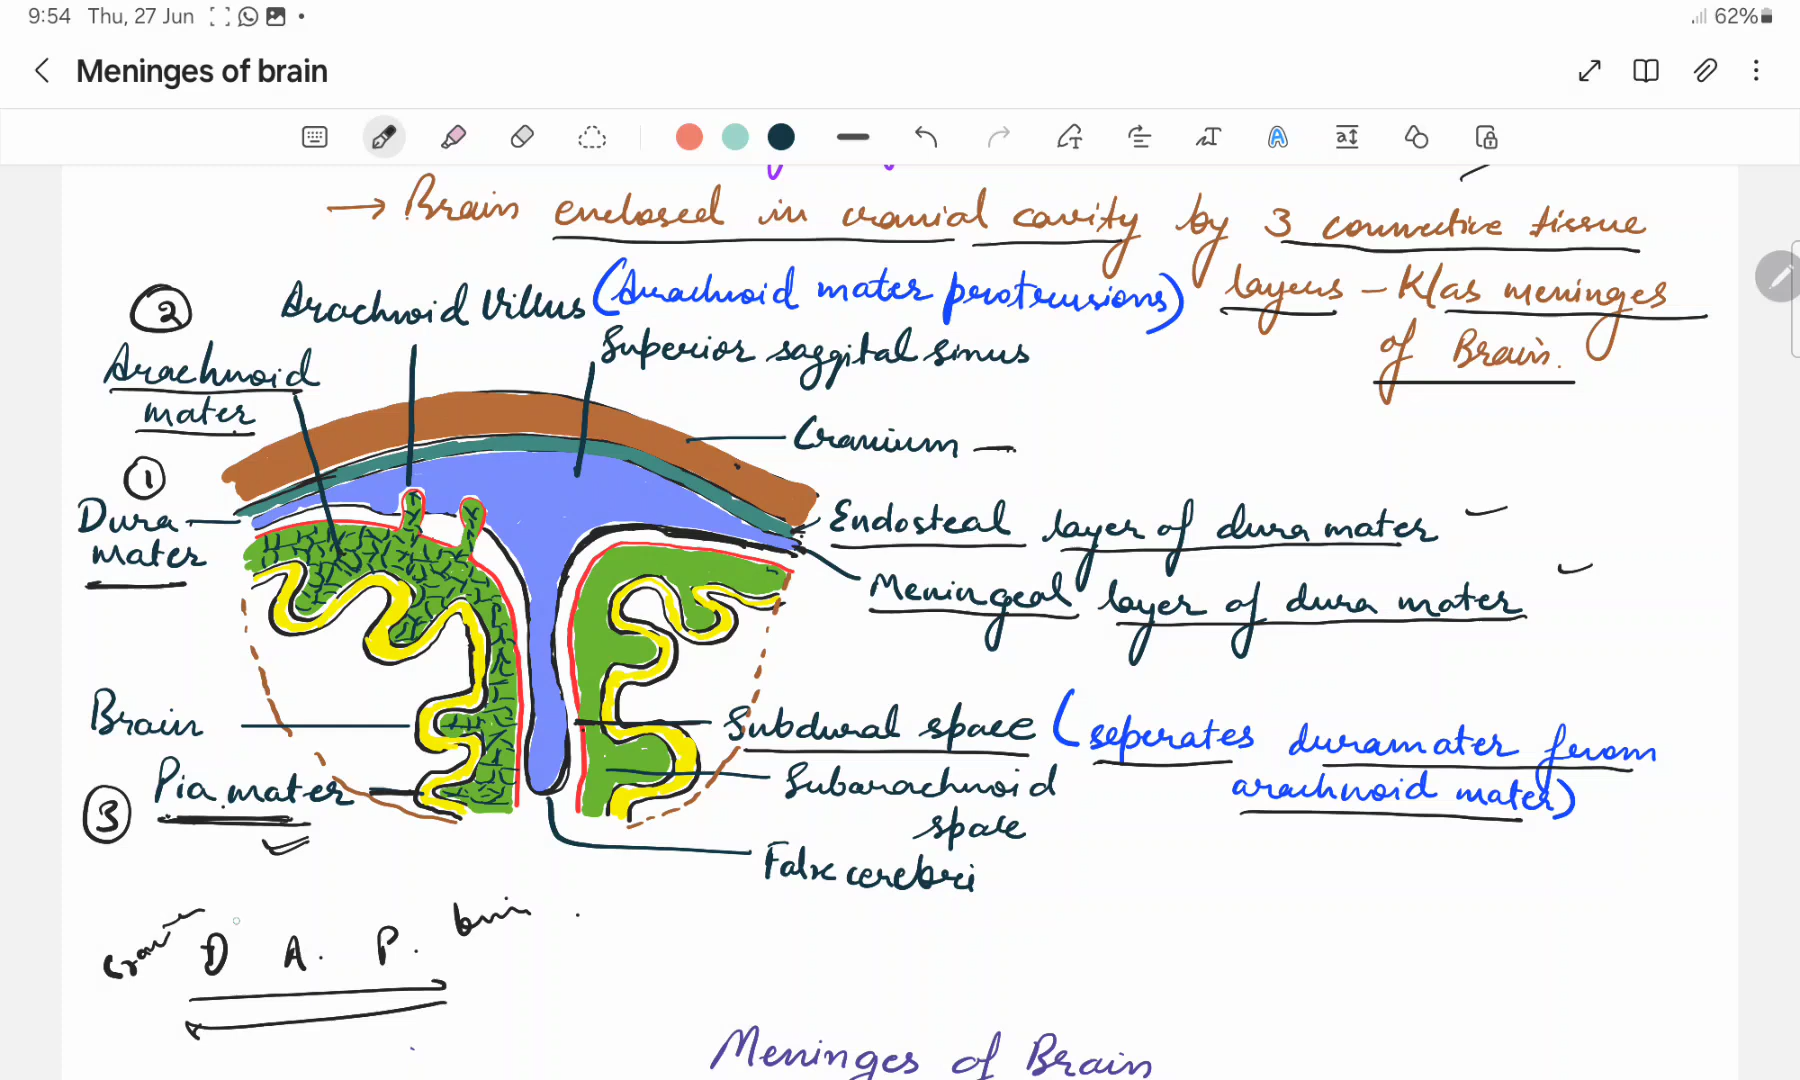 9:54 Thu, 27 Jun
62%
Meninges of brain
→ Brain enclosed in cranial cavity by 3 connective tissue
layers – K/as meninges
of Brain.
② Arachnoid Villus (Arachnoid mater protrusions)
Superior saggital sinus
Arachnoid
mater
Cranium
①
Dura
mater
Endosteal layer of dura mater
Meningeal layer of dura mater
Brain
Subdural space (seperates duramater from
arachnoid mater)
③ Pia mater
Subarachnoid
space
Falx cerebri
D A. P. brain
Meninges of Brain